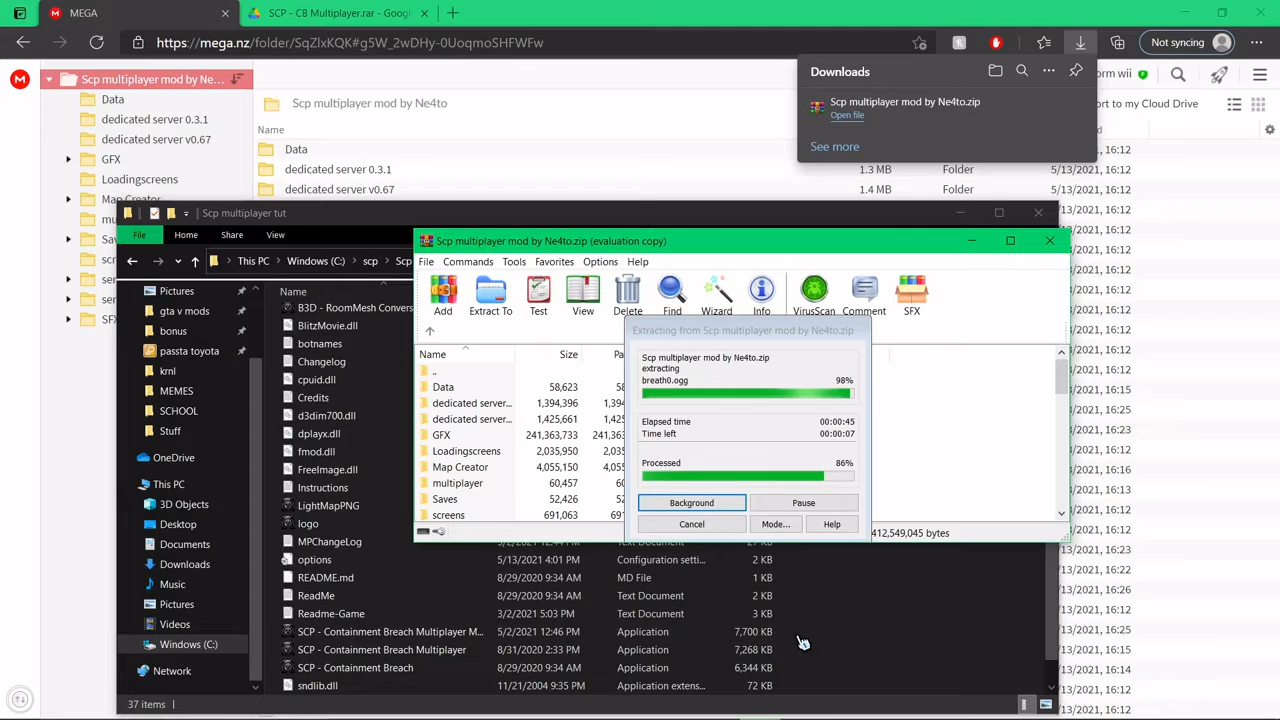 MEGA
SCP - CB Multiplayer.rar - Googl
https://mega.nz/folder/SqZlxKQK#g5W_2wDHy-0UoqmoSHFWFw
Not syncing
Scp multiplayer mod by Ne...
Data
dedicated server 0.3.1
dedicated server v0.67
GFX
Loadingscreens
Map Creator
Scp multiplayer mod by Ne4to
Name
Data
dedicated server 0.3.1
1.3 MB
Folder
5/13/2021, 16:12
dedicated server v0.67
1.4 MB
Folder
5/13/2021, 16:12
Downloads
Scp multiplayer mod by Ne4to.zip
Open file
See more
orm wii
ort to my Cloud Drive
Scp multiplayer tut
File
Home
Share
View
This PC
Windows (C:)
scp
Scp
Pictures
gta v mods
bonus
passta toyota
krnl
MEMES
SCHOOL
Stuff
OneDrive
This PC
3D Objects
Desktop
Documents
Downloads
Music
Pictures
Videos
Windows (C:)
Network
Name
B3D - RoomMesh Convers
BlitzMovie.dll
botnames
Changelog
cpuid.dll
Credits
d3dim700.dll
dplayx.dll
fmod.dll
FreeImage.dll
Instructions
LightMapPNG
logo
MPChangeLog
options 5/13/2021 4:01 PM Configuration setti... 2 KB
README.md 8/29/2020 9:34 AM MD File 1 KB
ReadMe 8/29/2020 9:34 AM Text Document 2 KB
Readme-Game 3/2/2021 5:03 PM Text Document 3 KB
SCP - Containment Breach Multiplayer M... 5/2/2021 12:46 PM Application 7,700 KB
SCP - Containment Breach Multiplayer 8/31/2020 2:33 PM Application 7,268 KB
SCP - Containment Breach 8/29/2020 9:34 AM Application 6,344 KB
sndlib.dll 11/21/2004 9:35 PM Application extens... 72 KB
37 items
Scp multiplayer mod by Ne4to.zip (evaluation copy)
File Commands Tools Favorites Options Help
Add Extract To Test View Delete Find Wizard Info VirusScan Comment SFX
Name Size
..
Data 58,623
dedicated server... 1,394,396
dedicated server... 1,425,661
GFX 241,363,733
Loadingscreens 2,035,950
Map Creator 4,055,150
multiplayer 60,457
Saves 52,426
screens 691,063
412,549,045 bytes
Extracting from Scp multiplayer mod by Ne4to.zip
Scp multiplayer mod by Ne4to.zip
extracting
breath0.ogg 98%
Elapsed time 00:00:45
Time left 00:00:07
Processed 86%
Background
Pause
Cancel
Mode...
Help